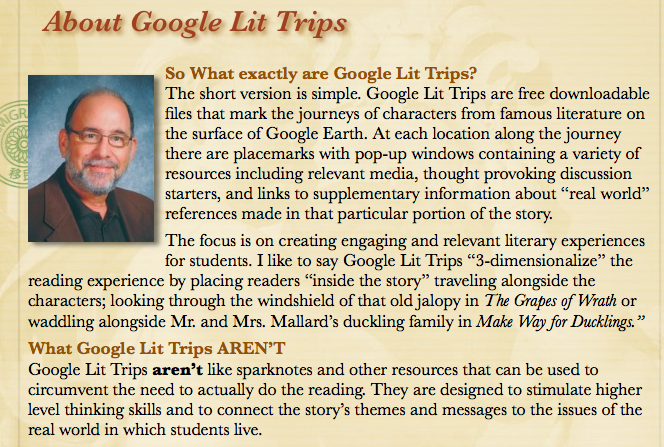 About Google Lit Trips
So What exactly are Google Lit Trips?
The short version is simple. Google Lit Trips are free downloadable
files that mark the journeys of characters from famous literature on
the surface of Google Earth. At each location along the journey
there are placemarks with pop-up windows containing a variety of
resources including relevant media, thought provoking discussion
starters, and links to supplementary information about “real world”
references made in that particular portion of the story.
The focus is on creating engaging and relevant literary experiences
for students. I like to say Google Lit Trips “3-dimensionalize” the
reading experience by placing readers “inside the story” traveling alongside the
characters; looking through the windshield of that old jalopy in The Grapes of Wrath or
waddling alongside Mr. and Mrs. Mallard’s duckling family in Make Way for Ducklings.”
What Google Lit Trips AREN’T
Google Lit Trips aren’t like sparknotes and other resources that can be used to
circumvent the need to actually do the reading. They are designed to stimulate higher
level thinking skills and to connect the story’s themes and messages to the issues of the
real world in which students live.